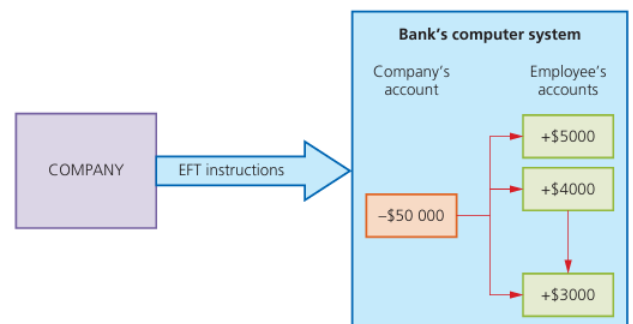 Bank's computer system
Company's
account
Employee's
accounts
COMPANY
EFT instructions
–$50 000
+$5000
+$4000
+$3000